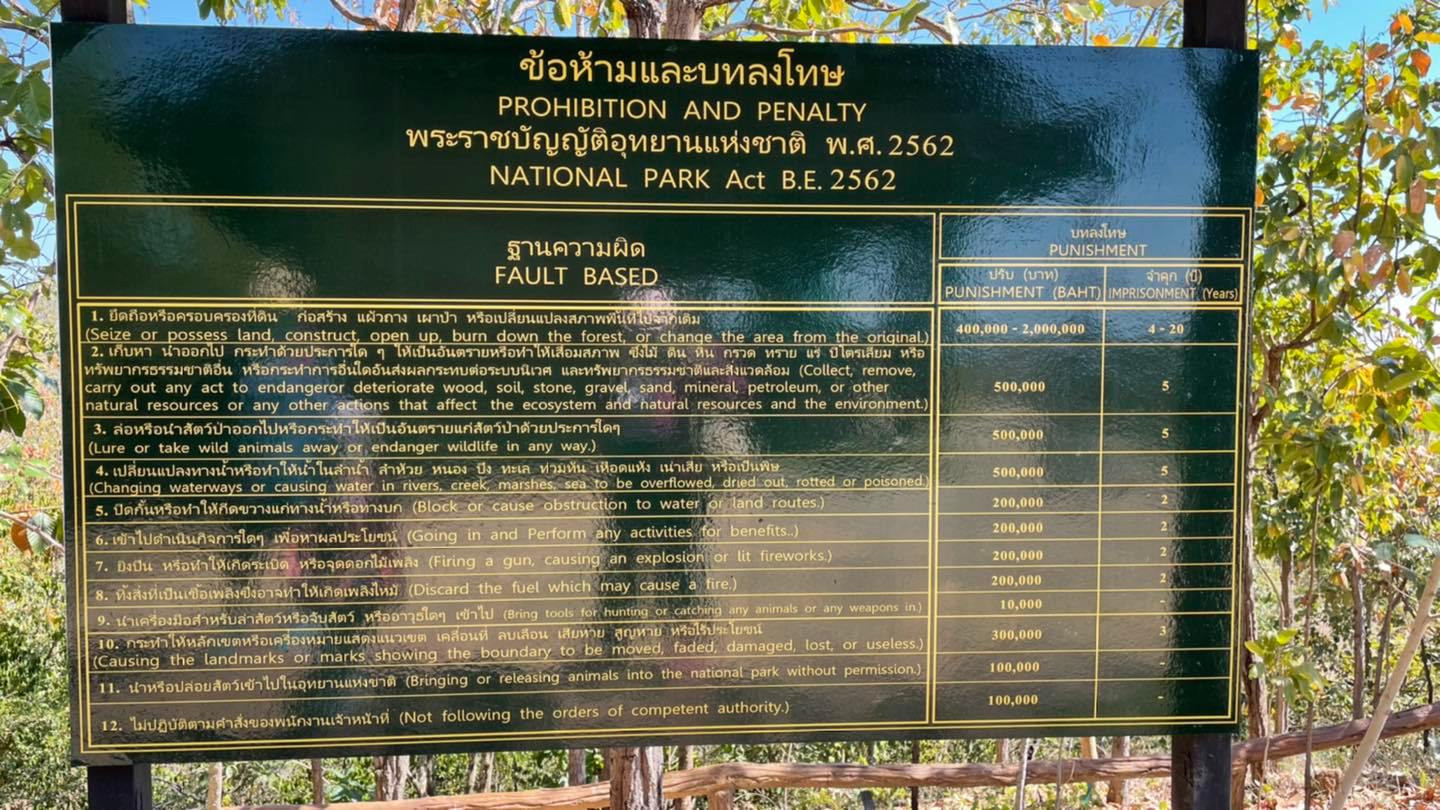 ข้อห้ามและบทลงโทษ
PROHIBITION AND PENALTY
พระราชบัญญัติอุทยานแห่งชาติ พ.ศ. 2562
NATIONAL PARK Act B.E. 2562
ฐานความผิด
FAULT BASED
บทลงโทษ
PUNISHMENT
ปรับ (บาท)
PUNISHMENT (BAHT)
จำคุก (ปี)
IMPRISONMENT (Years)
1. ยึดถือหรือครอบครองที่ดิน ก่อสร้าง แผ้วถาง เผาป่า หรือเปลี่ยนแปลงสภาพพื้นที่ไปจากเดิม
(Seize or possess land, construct, open up, burn down the forest, or change the area from the original.)
400,000 - 2,000,000
4 - 20
2. เก็บหา นำออกไป กระทำด้วยประการใด ๆ ให้เป็นอันตรายหรือทำให้เสื่อมสภาพ ซึ่งไม้ ดิน หิน กรวด ทราย แร่ ปิโตรเลียม หรือ
ทรัพยากรธรรมชาติอื่น หรือกระทำการอื่นใดอันส่งผลกระทบต่อระบบนิเวศ และทรัพยากรธรรมชาติและสิ่งแวดล้อม (Collect, remove,
carry out any act to endangeror deteriorate wood, soil, stone, gravel, sand, mineral, petroleum, or other
natural resources or any other actions that affect the ecosystem and natural resources and the environment.)
500,000
5
3. ล่อหรือนำสัตว์ป่าออกไปหรือกระทำให้เป็นอันตรายแก่สัตว์ป่าด้วยประการใดๆ
(Lure or take wild animals away or endanger wildlife in any way.)
500,000
5
4. เปลี่ยนแปลงทางน้ำหรือทำให้น้ำในลำน้ำ ลำห้วย หนอง บึง ทะเล ท่วมท้น เหือดแห้ง เน่าเสีย หรือเป็นพิษ
(Changing waterways or causing water in rivers, creek, marshes, sea to be overflowed, dried out, rotted or poisoned.)
500,000
5
5. ปิดกั้นหรือทำให้กีดขวางแก่ทางน้ำหรือทางบก (Block or cause obstruction to water or land routes.)
200,000
2
6. เข้าไปดำเนินกิจการใดๆ เพื่อหาผลประโยชน์ (Going in and Perform any activities for benefits..)
200,000
2
7. ยิงปืน หรือทำให้เกิดระเบิด หรือจุดดอกไม้เพลิง (Firing a gun, causing an explosion or lit fireworks.)
200,000
2
8. ทิ้งสิ่งที่เป็นเชื้อเพลิงซึ่งอาจทำให้เกิดเพลิงไหม้ (Discard the fuel which may cause a fire.)
200,000
2
9. นำเครื่องมือสำหรับล่าสัตว์หรือจับสัตว์ หรืออาวุธใดๆ เข้าไป (Bring tools for hunting or catching any animals or any weapons in.)
10,000
-
10. กระทำให้หลักเขตหรือเครื่องหมายแสดงแนวเขต เคลื่อนที่ ลบเลือน เสียหาย สูญหาย หรือไร้ประโยชน์
(Causing the landmarks or marks showing the boundary to be moved, faded, damaged, lost, or useless.)
300,000
3
11. นำหรือปล่อยสัตว์เข้าไปในอุทยานแห่งชาติ (Bringing or releasing animals into the national park without permission.)
100,000
-
12. ไม่ปฏิบัติตามคำสั่งของพนักงานเจ้าหน้าที่ (Not following the orders of competent authority.)
100,000
-